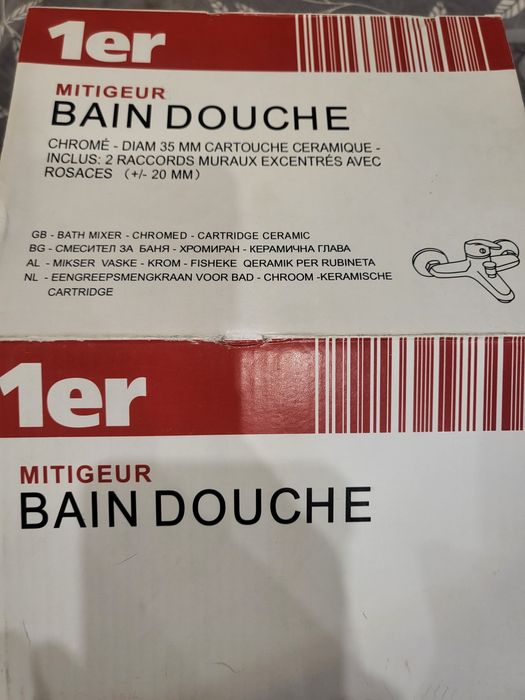 1er
MITIGEUR
BAIN DOUCHE
CHROMÉ - DIAM 35 MM CARTOUCHE CERAMIQUE -
INCLUS: 2 RACCORDS MURAUX EXCENTRÉS AVEC
ROSACES (+/- 20 MM)
GB - BATH MIXER - CHROMED - CARTRIDGE CERAMIC
BG - СМЕСИТЕЛ ЗА БАНЯ - ХРОМИРАН - КЕРАМИЧНА ГЛАВА
AL - MIKSER VASKE - KROM - FISHEKE QERAMIK PER RUBINETA
NL - EENGREEPSMENGKRAAN VOOR BAD - CHROOM -KERAMISCHE
CARTRIDGE
1er
MITIGEUR
BAIN DOUCHE